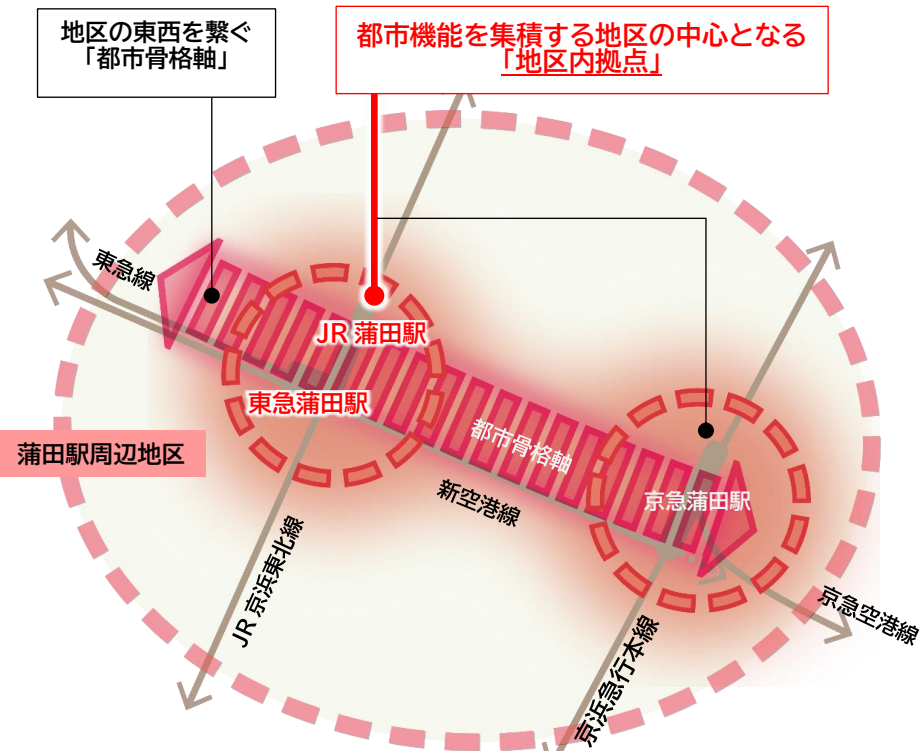 地区の東西を繋ぐ
「都市骨格軸」
都市機能を集積する地区の中心となる
「地区内拠点」
東急線
JR 蒲田駅
東急蒲田駅
蒲田駅周辺地区
都市骨格軸
新空港線
京急蒲田駅
JR 京浜東北線
京浜急行本線
京急空港線